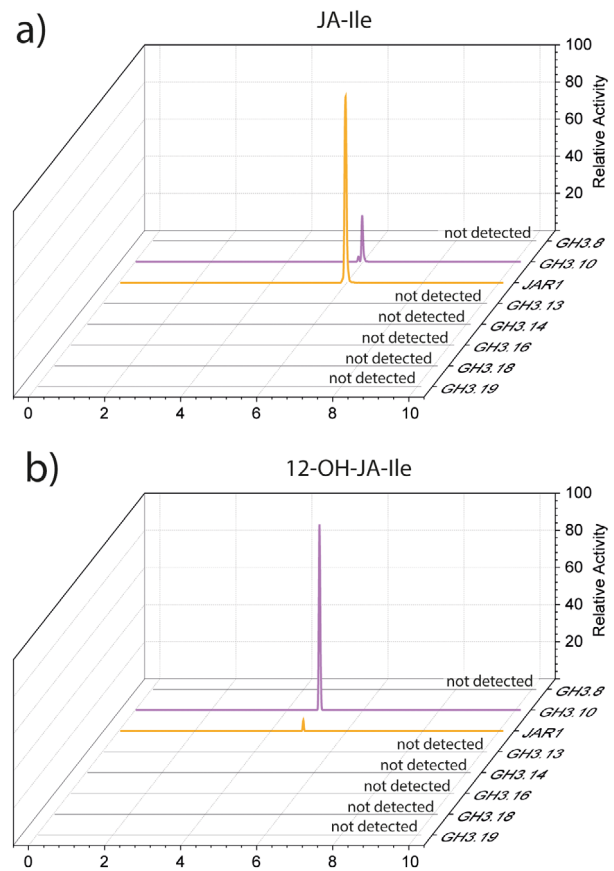 a)
JA-Ile
100
80
60
40
20
Relative Activity
not detected
GH3.8
GH3.10
JAR1
not detected
GH3.13
not detected
GH3.14
not detected
GH3.16
not detected
GH3.18
not detected
GH3.19
0 2 4 6 8 10
b)
12-OH-JA-Ile
100
80
60
40
20
Relative Activity
not detected
GH3.8
GH3.10
JAR1
not detected
GH3.13
not detected
GH3.14
not detected
GH3.16
not detected
GH3.18
not detected
GH3.19
0 2 4 6 8 10